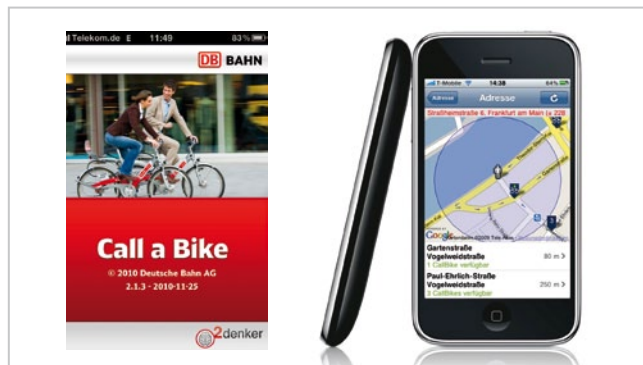 Telekom.de E 11:49 83%
DB BAHN
Call a Bike
© 2010 Deutsche Bahn AG
2.1.3 - 2010-11-25
2denker
T-Mobile 14:38 64%
Adresse Adresse
Google
Gartenstraße
Vogelweidstraße 80 m
1 CallBike verfügbar
Paul-Ehrlich-Straße
Vogelweidstraße 250 m
3 CallBikes verfügbar